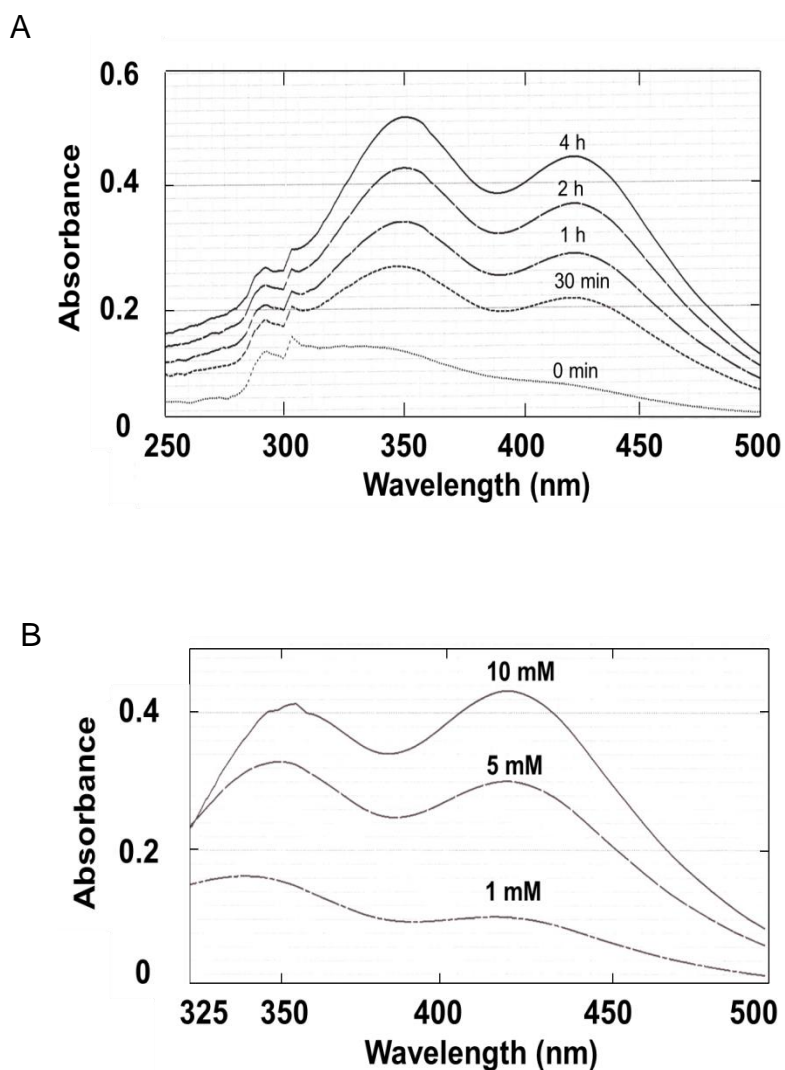 A
0.6
0.4
0.2
0
Absorbance
4 h
2 h
1 h
30 min
0 min
250 300 350 400 450 500
Wavelength (nm)
B
0.4
0.2
0
Absorbance
10 mM
5 mM
1 mM
325 350 400 450 500
Wavelength (nm)